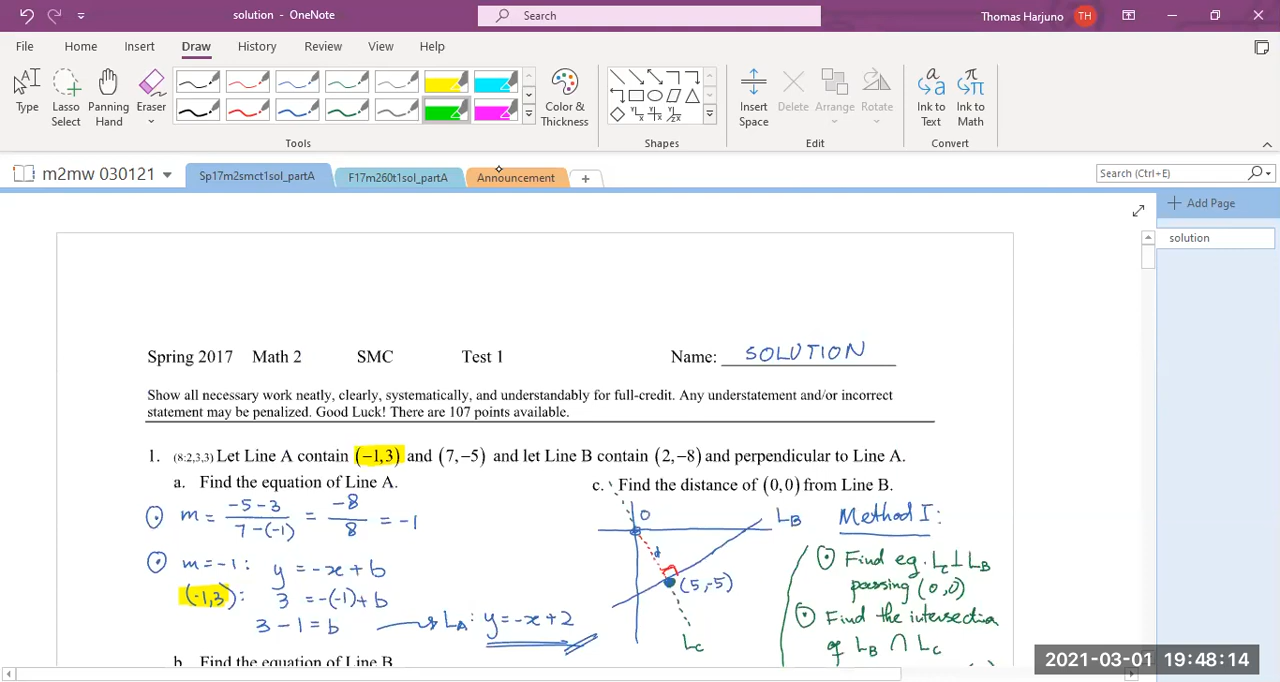 solution - OneNote
Search
Thomas Harjuno
TH
File Home Insert Draw History Review View Help
Type
Lasso Select
Panning Hand
Eraser
Color & Thickness
Insert Space
Delete
Arrange
Rotate
Ink to Text
Ink to Math
Tools
Shapes
Edit
Convert
m2mw 030121
Sp17m2smct1sol_partA
F17m260t1sol_partA
Announcement
Search (Ctrl+E)
Add Page
solution
Spring 2017 Math 2 SMC Test 1 Name: SOLUTION
Show all necessary work neatly, clearly, systematically, and understandably for full-credit. Any understatement and/or incorrect
statement may be penalized. Good Luck! There are 107 points available.
1. (8:2,3,3) Let Line A contain (−1,3) and (7,−5) and let Line B contain (2,−8) and perpendicular to Line A.
a. Find the equation of Line A.
m = (-5-3)/(7-(-1)) = -8/8 = -1
m = -1: y = -x + b
(-1,3): 3 = -(-1) + b
3 - 1 = b
LA: y = -x + 2
b. Find the equation of Line B.
c. Find the distance of (0,0) from Line B.
O
LB
d
(5,-5)
Lc
Method I:
Find eq. Lc ⊥ LB
passing (0,0)
Find the intersection
of LB ∩ Lc
2021-03-01 19:48:14